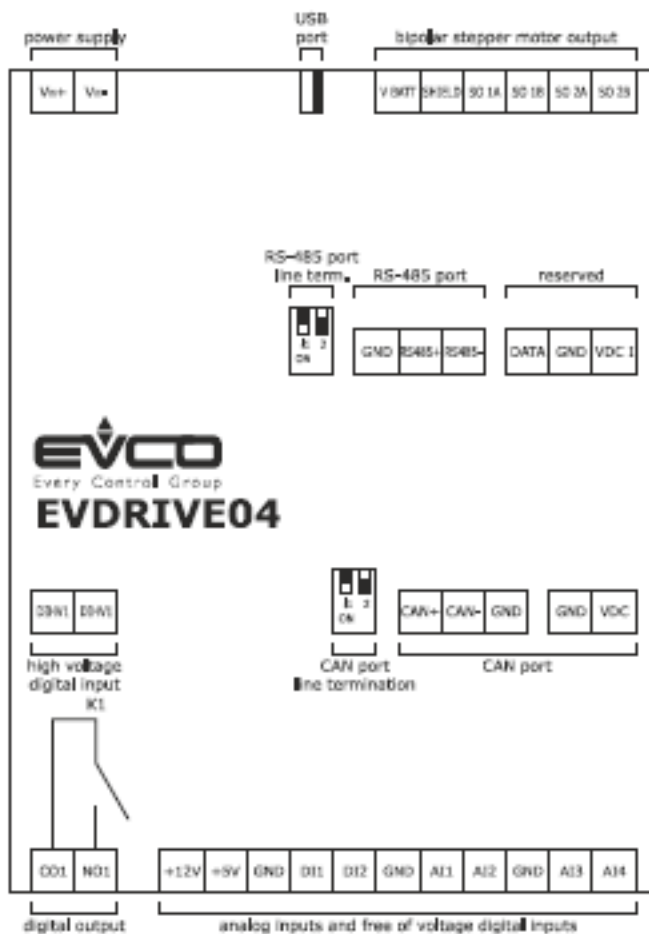 power supply
USB
port
bipolar stepper motor output
V BATT SHIELD SO 1A SO 1B SO 2A SO 2B
RS-485 port
line term.
RS-485 port
reserved
1 2
ON
GND RS485+ RS485-
DATA GND VDC I
EVCO
Every Control Group
EVDRIVE04
1 2
ON
DIHV1 DIHV1
CAN+ CAN- GND
GND VDC
high voltage
digital input
CAN port
line termination
CAN port
K1
CO1 NO1
+12V +5V GND DI1 DI2 GND AI1 AI2 GND AI3 AI4
digital output
analog inputs and free of voltage digital inputs